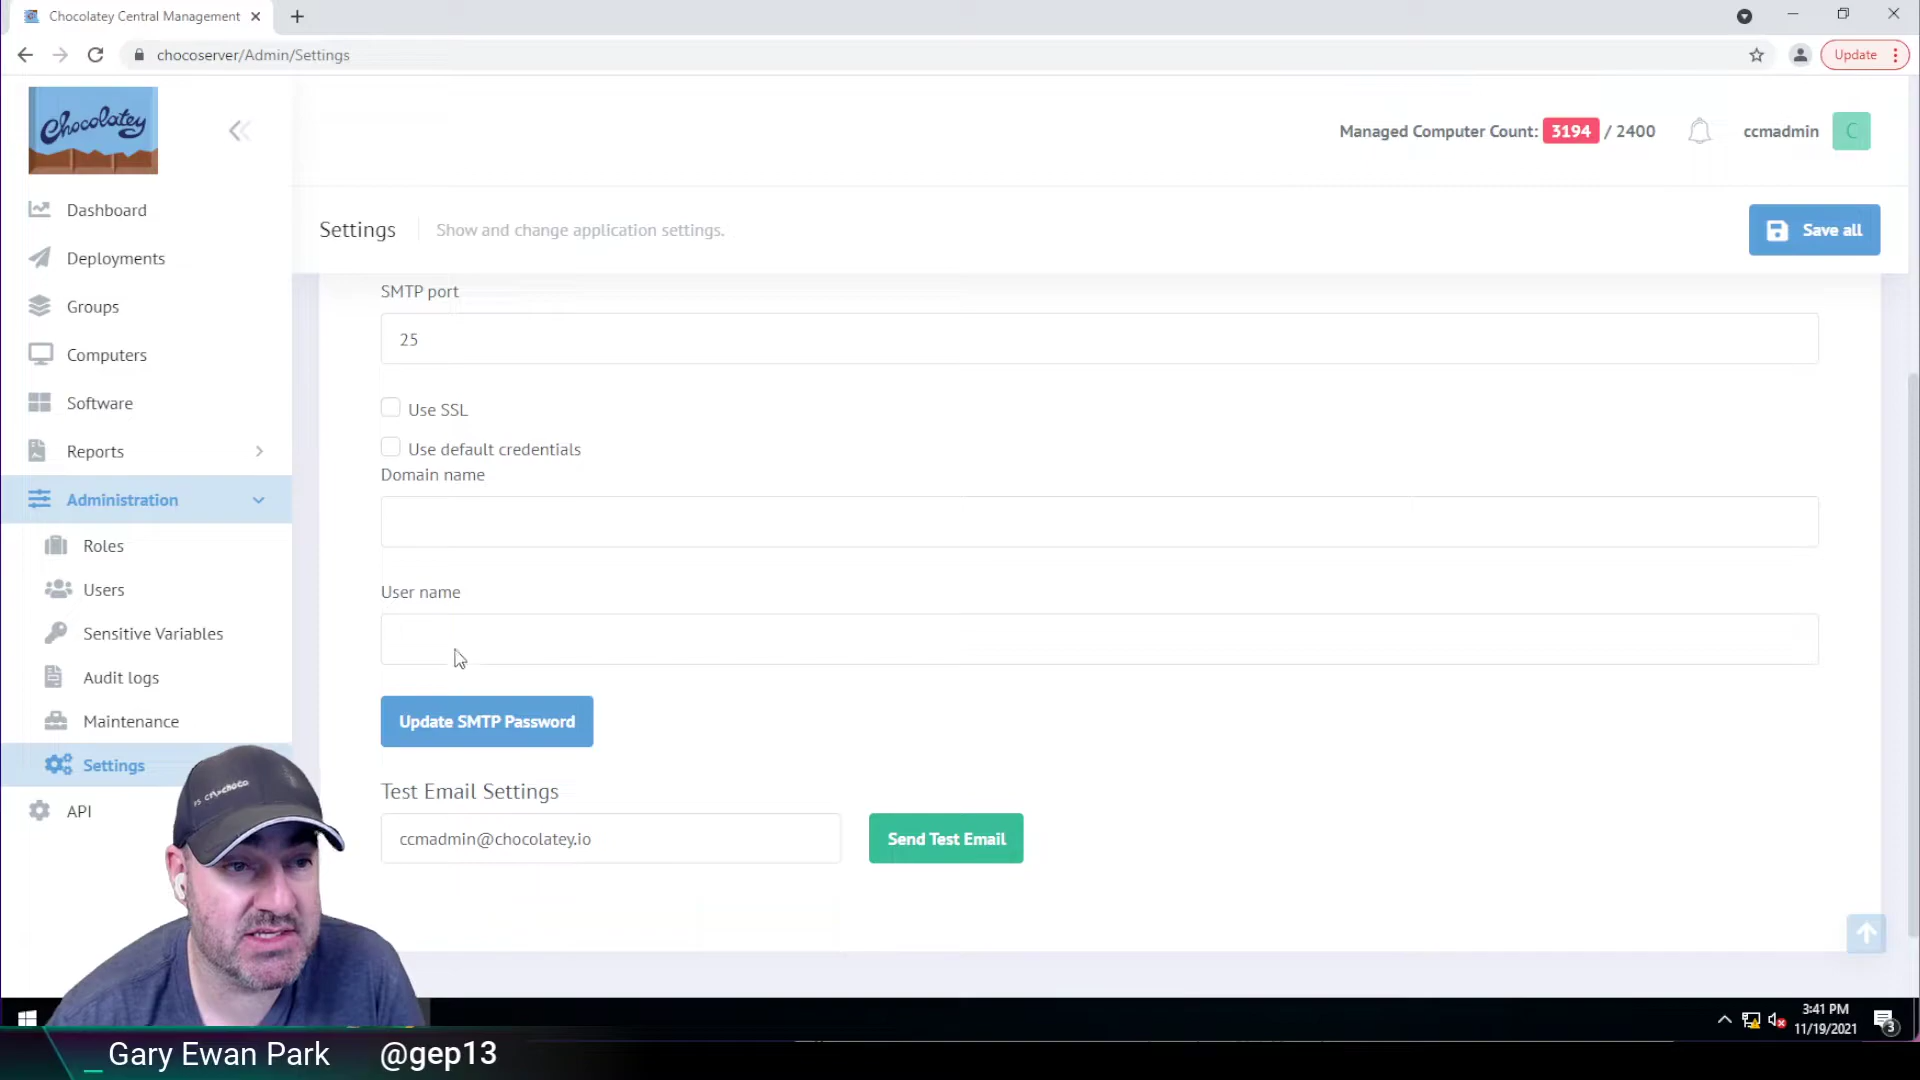 Chocolatey Central Management
chocoserver/Admin/Settings
Update
Chocolatey
Managed Computer Count: 3194 / 2400
ccmadmin
C
Dashboard
Deployments
Groups
Computers
Software
Reports
Administration
Roles
Users
Sensitive Variables
Audit logs
Maintenance
Settings
API
Settings
Show and change application settings.
Save all
SMTP port
25
Use SSL
Use default credentials
Domain name
User name
Update SMTP Password
Test Email Settings
ccmadmin@chocolatey.io
Send Test Email
3:41 PM
11/19/2021
3
_ Gary Ewan Park @gep13